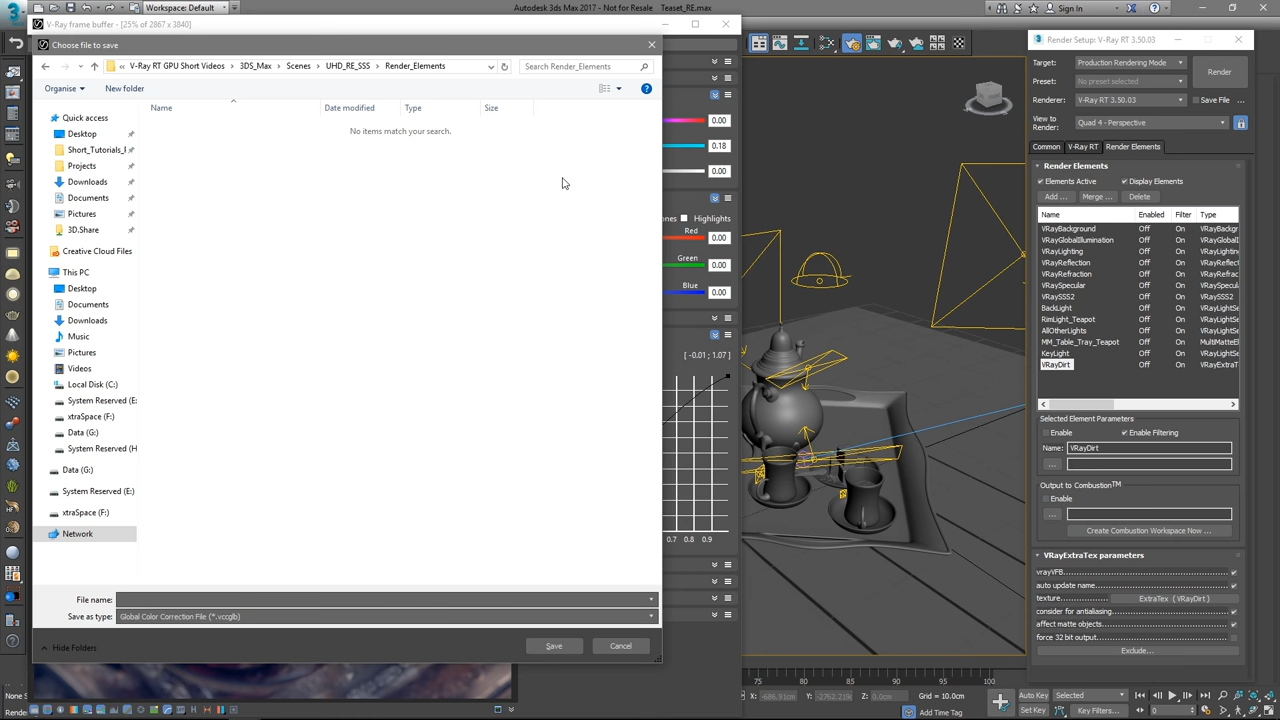 Workspace: Default
Autodesk 3ds Max 2017 - Not for Resale    Teaset_RE.max
Sign In
V-Ray frame buffer - [25% of 2867 x 3840]
Choose file to save
« V-Ray RT GPU Short Videos > 3DS_Max > Scenes > UHD_RE_SSS > Render_Elements
Search Render_Elements
Organise
New folder
Name
Date modified
Type
Size
No items match your search.
Quick access
Desktop
Short_Tutorials_I
Projects
Downloads
Documents
Pictures
3D.Share
Creative Cloud Files
This PC
Desktop
Documents
Downloads
Music
Pictures
Videos
Local Disk (C:)
System Reserved (E:
xtraSpace (F:)
Data (G:)
System Reserved (H
Data (G:)
System Reserved (E:)
xtraSpace (F:)
Network
File name:
Save as type: Global Color Correction File (*.vccglb)
Hide Folders
Save
Cancel
0.00
0.18
0.00
ones
Highlights
Red
0.00
Green
0.00
Blue
0.00
[ -0.01 ; 1.07 ]
0.7 0.8 0.9
Render Setup: V-Ray RT 3.50.03
Target: Production Rendering Mode
Preset: No preset selected
Render
Renderer: V-Ray RT 3.50.03
Save File ...
View to
Render: Quad 4 - Perspective
Common V-Ray RT Render Elements
Render Elements
Elements Active
Display Elements
Add ... Merge ... Delete
Name Enabled Filter Type
VRayBackground Off On VRayBackg
VRayGlobalIllumination Off On VRayGlobalI
VRayLighting Off On VRayLightin
VRayReflection Off On VRayReflect
VRayRefraction Off On VRayRefrac
VRaySpecular Off On VRaySpecula
VRaySSS2 Off On VRaySSS2
BackLight Off On VRayLightSe
RimLight_Teapot Off On VRayLightSe
AllOtherLights Off On VRayLightSe
MM_Table_Tray_Teapot Off On MultiMatteEl
KeyLight Off On VRayLightSe
VRayDirt Off On VRayExtraT
Selected Element Parameters
Enable
Enable Filtering
Name: VRayDirt
...
Output to Combustion™
Enable
...
Create Combustion Workspace Now ...
VRayExtraTex parameters
vrayVFB
auto update name
texture ExtraTex ( VRayDirt )
consider for antialiasing
affect matte objects
force 32 bit output
Exclude...
75 80 85 90 95 100
None S
Render
X: -686.91cm Y: -2762.21k Z: 0.0cm
Grid = 10.0cm
Add Time Tag
Auto Key
Selected
Set Key
Key Filters...
0